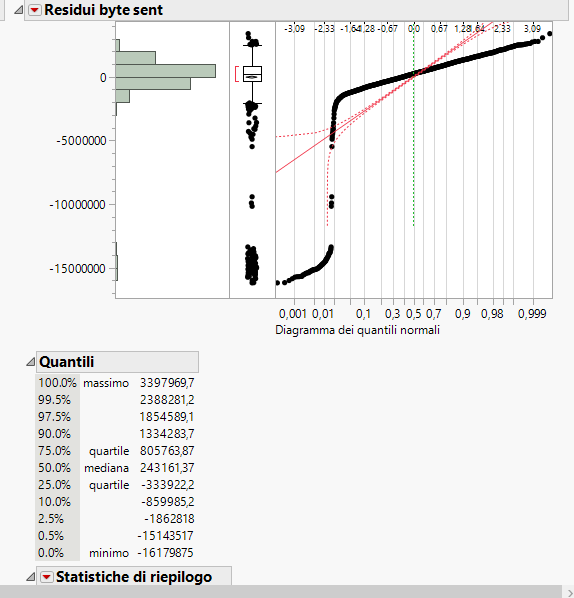 Residui byte sent
-3,09 -2,33 -1,64 -1,28 -0,67 0,0 0,67 1,28 1,64 2,33 3,09
0
-5000000
-10000000
-15000000
0,001 0,01 0,1 0,3 0,5 0,7 0,9 0,98 0,999
Diagramma dei quantili normali
Quantili
100.0% massimo 3397969,7
99.5% 2388281,2
97.5% 1854589,1
90.0% 1334283,7
75.0% quartile 805763,87
50.0% mediana 243161,37
25.0% quartile -333922,2
10.0% -859985,2
2.5% -1862818
0.5% -15143517
0.0% minimo -16179875
Statistiche di riepilogo